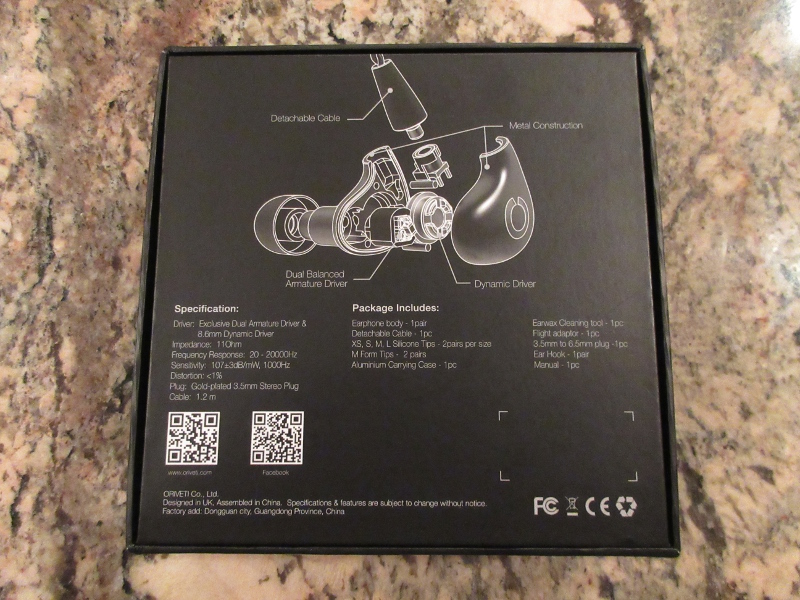 Detachable Cable
Metal Construction
Dual Balanced
Armature Driver
Dynamic Driver
Specification:
Driver: Exclusive Dual Armature Driver &
8.6mm Dynamic Driver
Impedance: 11Ohm
Frequency Response: 20 - 20000Hz
Sensitivity: 107±3dB/mW, 1000Hz
Distortion: <1%
Plug: Gold-plated 3.5mm Stereo Plug
Cable: 1.2 m
Package Includes:
Earphone body - 1pair
Detachable Cable - 1pc
XS, S, M, L Silicone Tips - 2pairs per size
M Form Tips - 2 pairs
Aluminium Carrying Case - 1pc
Earwax Cleaning tool - 1pc
Flight adaptor - 1pc
3.5mm to 6.5mm plug -1pc
Ear Hook - 1pair
Manual - 1pc
www.oriveti.com
Facebook
ORIVETI Co., Ltd.
Designed in UK, Assembled in China. Specifications & features are subject to change without notice.
Factory add: Dongguan city, Guangdong Province, China
FC CE